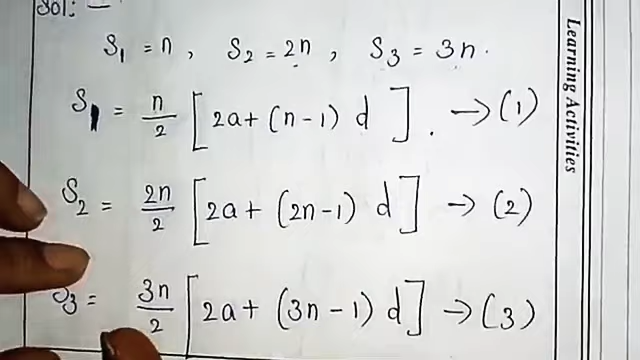 Sol: —
S₁ = n , S₂ = 2n , S₃ = 3n .
S₁ = n/2 [2a + (n-1) d] . → (1)
S₂ = 2n/2 [2a + (2n-1) d] → (2)
S₃ = 3n/2 [2a + (3n-1) d] → (3)
Learning Activities